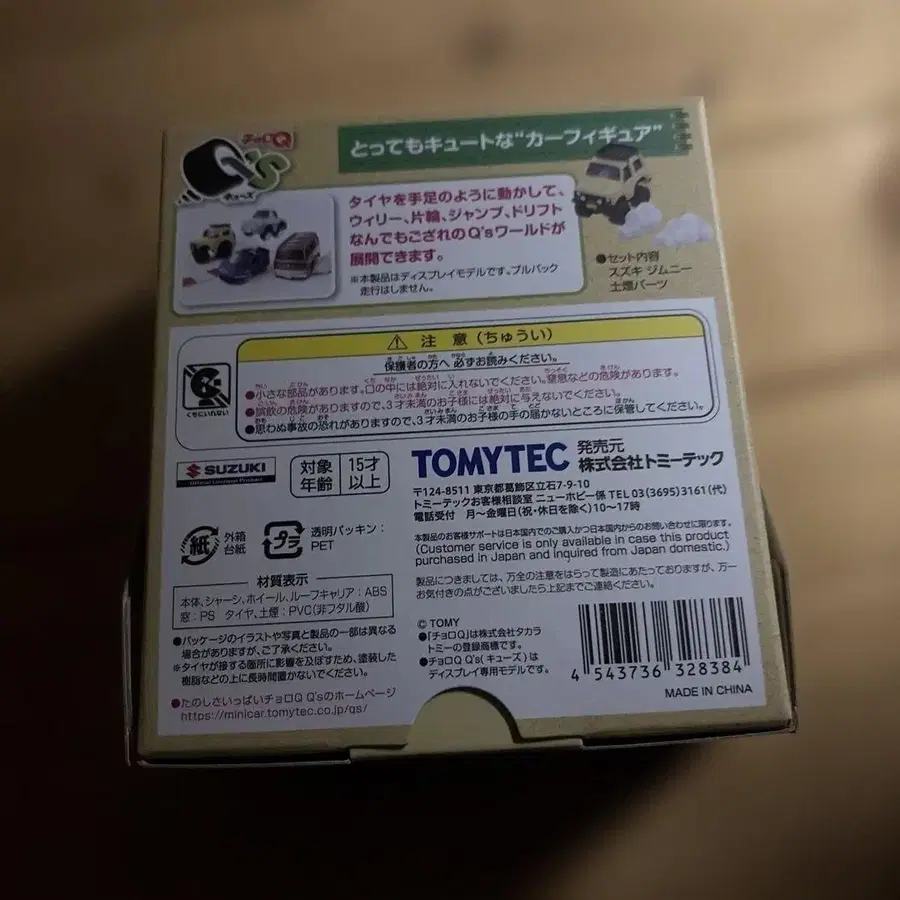 チョロQ
Q's
キューズ
とってもキュートな"カーフィギュア"
タイヤを手足のように動かして、
ウィリー、片輪、ジャンプ、ドリフト
なんでもござれのQ'sワールドが
展開できます。
※本製品はディスプレイモデルです。プルバック
走行はしません。
●セット内容
スズキ ジムニー
土煙パーツ
注意(ちゅうい)
保護者の方へ 必ずお読みください。
●小さな部品があります。口の中には絶対に入れないでください。窒息などの危険があります。
●誤飲の危険がありますので、3才未満のお子様には絶対に与えないでください。
●思わぬ事故の恐れがありますので、3才未満のお子様の手の届かないところに保管してください。
くちにいれない
SUZUKI
Official Licensed Product
対象
年齢
15才
以上
TOMYTEC
発売元
株式会社トミーテック
〒124-8511 東京都葛飾区立石7-9-10
トミーテックお客様相談室 ニューホビー係 TEL 03(3695)3161(代)
電話受付 月〜金曜日(祝・休日を除く)10〜17時
本製品のお客様サポートは日本国内でのご購入かつ日本国内からのお問い合わせに限ります。
(Customer service is only available in case this product
purchased in Japan and inquired from Japan domestic.)
製品につきましては、万全の注意をはらって製造にあたっておりますが、万一
お気付きの点がございましたら上記までご連絡ください。
紙
外箱
台紙
プラ
透明パッキン:
PET
材質表示
本体、シャーシ、ホイール、ルーフキャリア:ABS
窓:PS タイヤ、土煙:PVC(非フタル酸)
●パッケージのイラストや写真と製品の一部は異なる
場合がありますが、ご了承ください。
※タイヤが接する箇所に影響を及ぼすため、塗装した
樹脂などの上に長時間置かないでください。
●たのしさいっぱいチョロQ Q'sのホームページ
https://minicar.tomytec.co.jp/qs/
© TOMY
●「チョロQ」は株式会社タカラ
トミーの登録商標です。
●チョロQ Q's(キューズ)は
ディスプレイ専用モデルです。
4 543736 328384
MADE IN CHINA